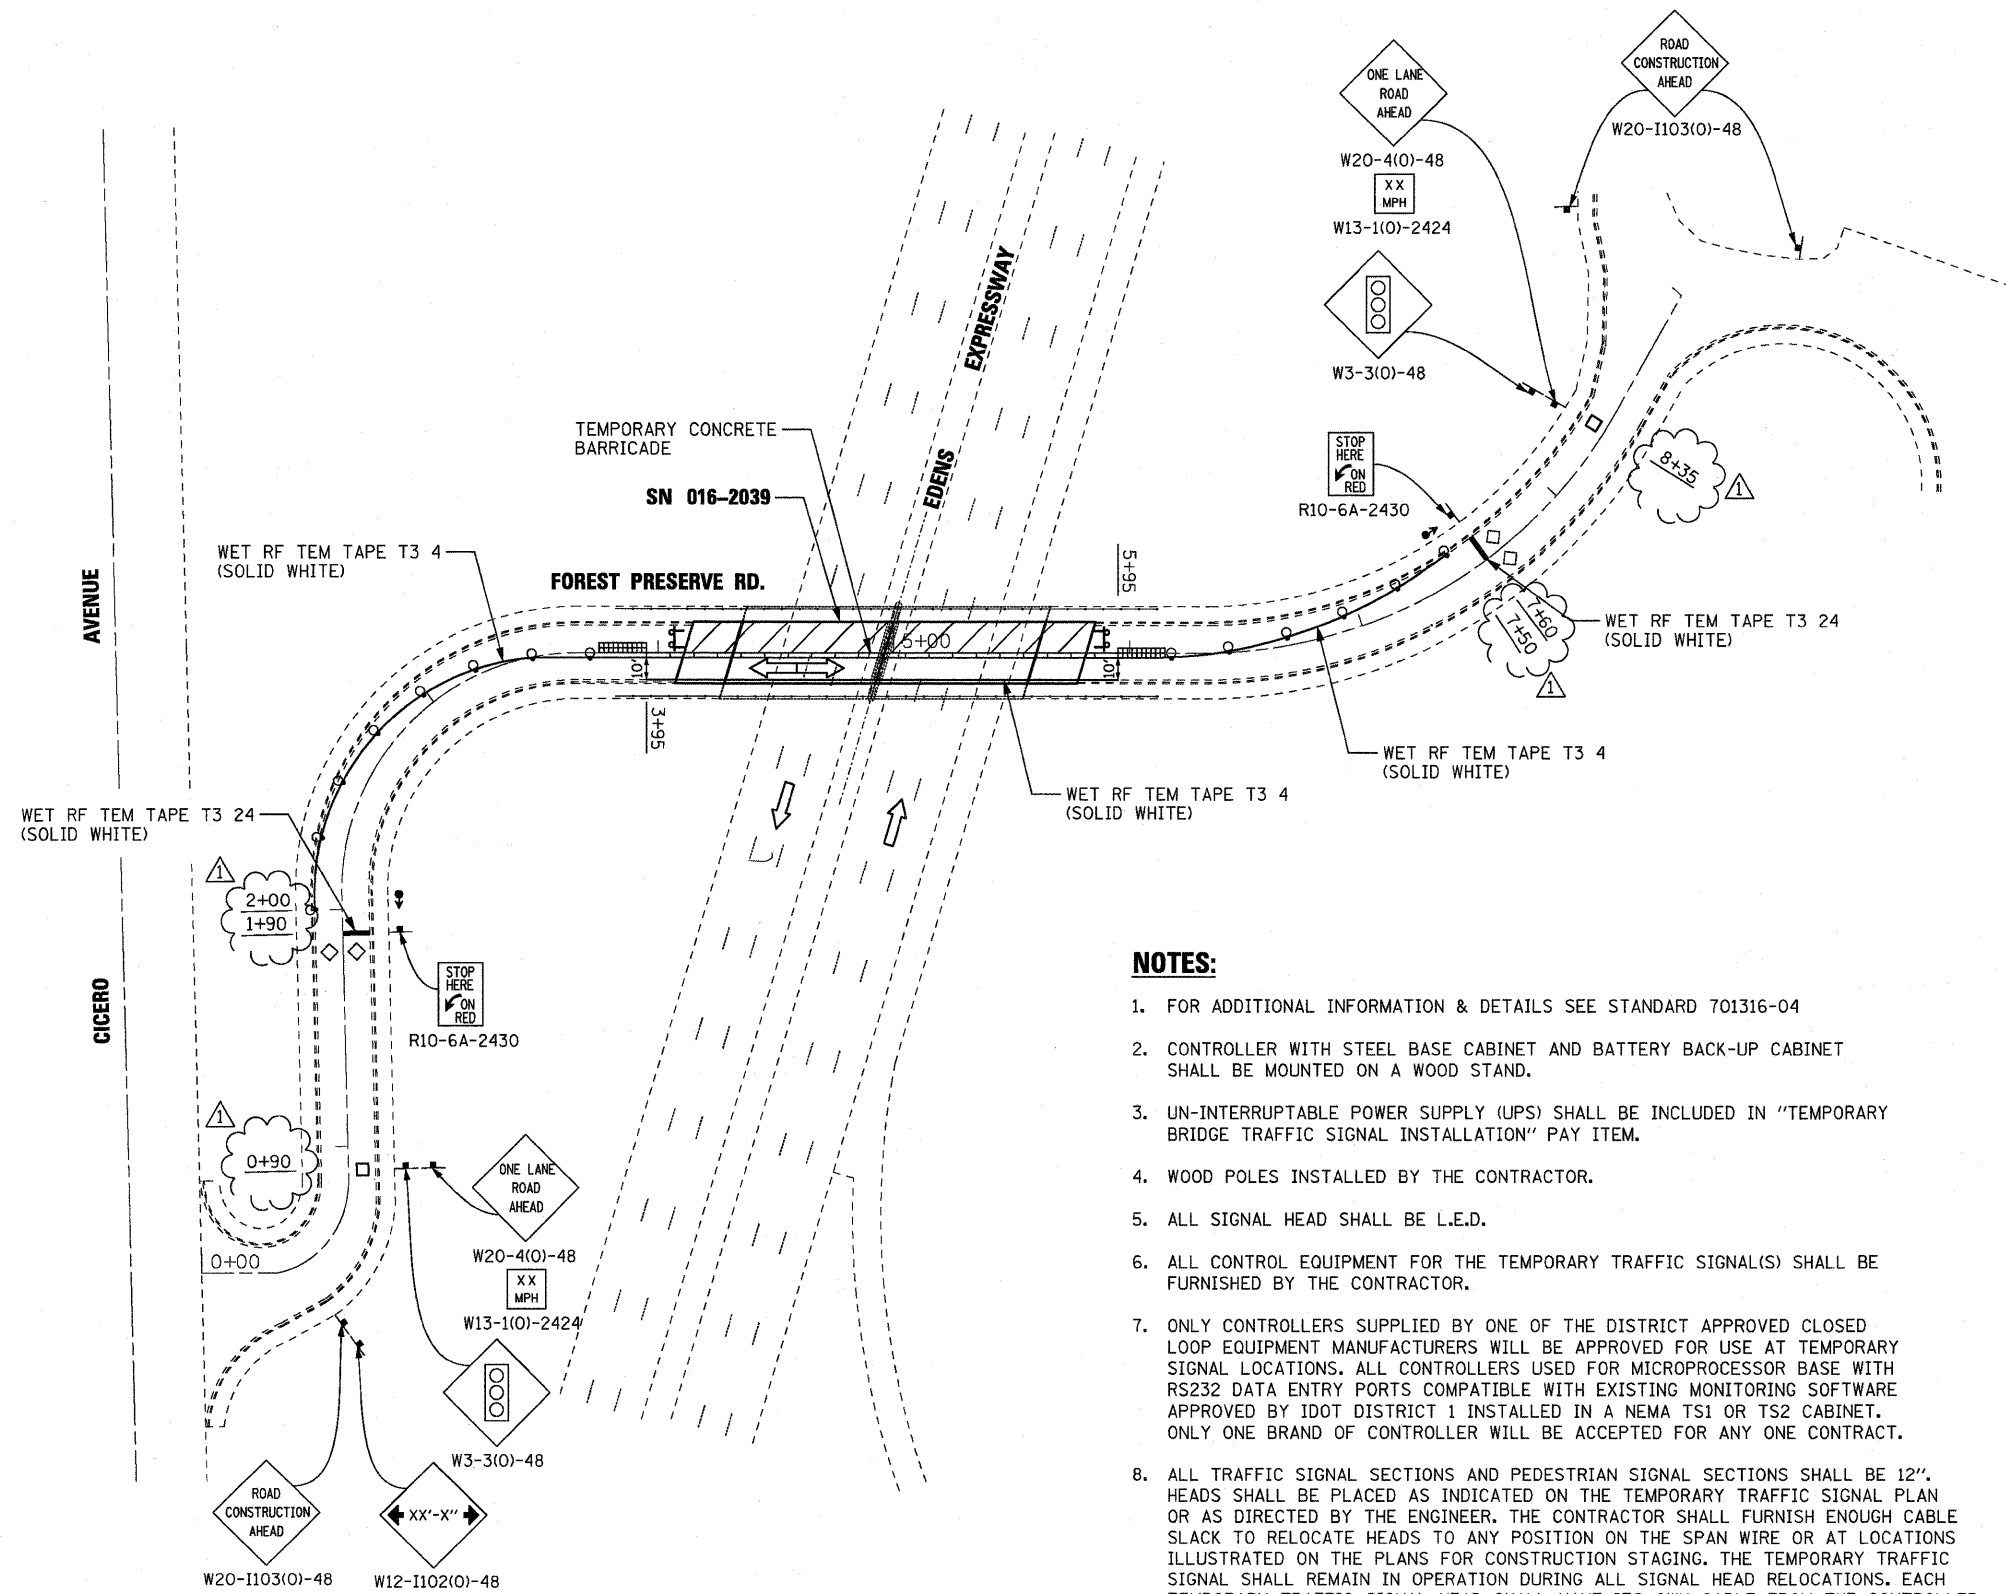 ROAD
CONSTRUCTION
AHEAD
W20-I103(O)-48
ONE LANE
ROAD
AHEAD
W20-4(O)-48
XX
MPH
W13-1(O)-2424
W3-3(O)-48
EXPRESSWAY
EDENS
TEMPORARY CONCRETE
BARRICADE
SN 016-2039
STOP
HERE
ON
RED
R10-6A-2430
8+35
1
WET RF TEM TAPE T3 4
(SOLID WHITE)
FOREST PRESERVE RD.
5+95
5+00
10'
10'
3+95
7+60
7+50
1
WET RF TEM TAPE T3 24
(SOLID WHITE)
WET RF TEM TAPE T3 4
(SOLID WHITE)
WET RF TEM TAPE T3 4
(SOLID WHITE)
AVENUE
CICERO
WET RF TEM TAPE T3 24
(SOLID WHITE)
1
2+00
1+90
STOP
HERE
ON
RED
R10-6A-2430
1
0+90
0+00
ONE LANE
ROAD
AHEAD
W20-4(O)-48
XX
MPH
W13-1(O)-2424
W3-3(O)-48
ROAD
CONSTRUCTION
AHEAD
W20-I103(O)-48
XX'-X"
W12-I102(O)-48
NOTES:
1. FOR ADDITIONAL INFORMATION & DETAILS SEE STANDARD 701316-04
2. CONTROLLER WITH STEEL BASE CABINET AND BATTERY BACK-UP CABINET
SHALL BE MOUNTED ON A WOOD STAND.
3. UN-INTERRUPTABLE POWER SUPPLY (UPS) SHALL BE INCLUDED IN "TEMPORARY
BRIDGE TRAFFIC SIGNAL INSTALLATION" PAY ITEM.
4. WOOD POLES INSTALLED BY THE CONTRACTOR.
5. ALL SIGNAL HEAD SHALL BE L.E.D.
6. ALL CONTROL EQUIPMENT FOR THE TEMPORARY TRAFFIC SIGNAL(S) SHALL BE
FURNISHED BY THE CONTRACTOR.
7. ONLY CONTROLLERS SUPPLIED BY ONE OF THE DISTRICT APPROVED CLOSED
LOOP EQUIPMENT MANUFACTURERS WILL BE APPROVED FOR USE AT TEMPORARY
SIGNAL LOCATIONS. ALL CONTROLLERS USED FOR MICROPROCESSOR BASE WITH
RS232 DATA ENTRY PORTS COMPATIBLE WITH EXISTING MONITORING SOFTWARE
APPROVED BY IDOT DISTRICT 1 INSTALLED IN A NEMA TS1 OR TS2 CABINET.
ONLY ONE BRAND OF CONTROLLER WILL BE ACCEPTED FOR ANY ONE CONTRACT.
8. ALL TRAFFIC SIGNAL SECTIONS AND PEDESTRIAN SIGNAL SECTIONS SHALL BE 12".
HEADS SHALL BE PLACED AS INDICATED ON THE TEMPORARY TRAFFIC SIGNAL PLAN
OR AS DIRECTED BY THE ENGINEER. THE CONTRACTOR SHALL FURNISH ENOUGH CABLE
SLACK TO RELOCATE HEADS TO ANY POSITION ON THE SPAN WIRE OR AT LOCATIONS
ILLUSTRATED ON THE PLANS FOR CONSTRUCTION STAGING. THE TEMPORARY TRAFFIC
SIGNAL SHALL REMAIN IN OPERATION DURING ALL SIGNAL HEAD RELOCATIONS. EACH